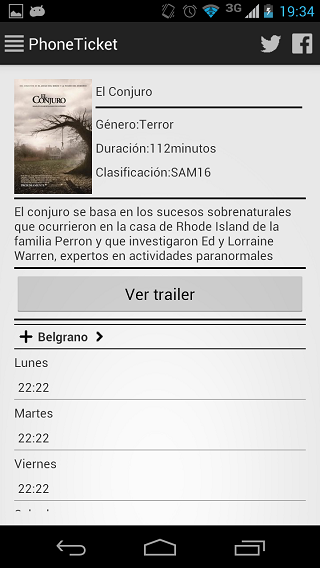 3G 19:34
PhoneTicket
EL CONJURO
El Conjuro
Género:Terror
Duración:112minutos
Clasificación:SAM16
El conjuro se basa en los sucesos sobrenaturales
que ocurrieron en la casa de Rhode Island de la
familia Perron y que investigaron Ed y Lorraine
Warren, expertos en actividades paranormales
Ver trailer
Belgrano
Lunes
22:22
Martes
22:22
Viernes
22:22